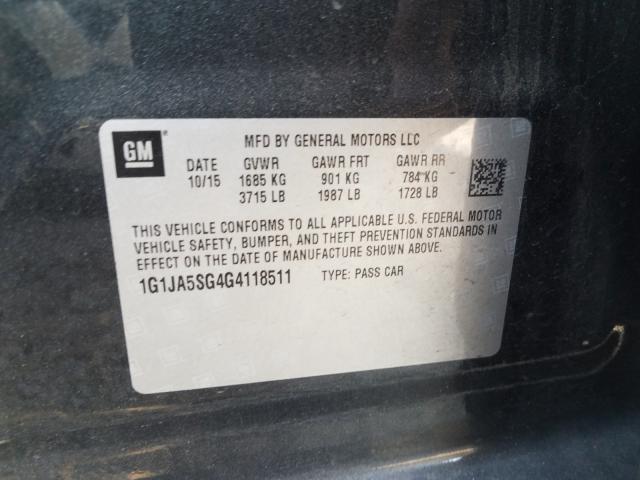 GM
MFD BY GENERAL MOTORS LLC
DATE GVWR GAWR FRT GAWR RR
10/15 1685 KG 901 KG 784 KG
3715 LB 1987 LB 1728 LB
THIS VEHICLE CONFORMS TO ALL APPLICABLE U.S. FEDERAL MOTOR
VEHICLE SAFETY, BUMPER, AND THEFT PREVENTION STANDARDS IN
EFFECT ON THE DATE OF MANUFACTURE SHOWN ABOVE.
1G1JA5SG4G4118511 TYPE: PASS CAR